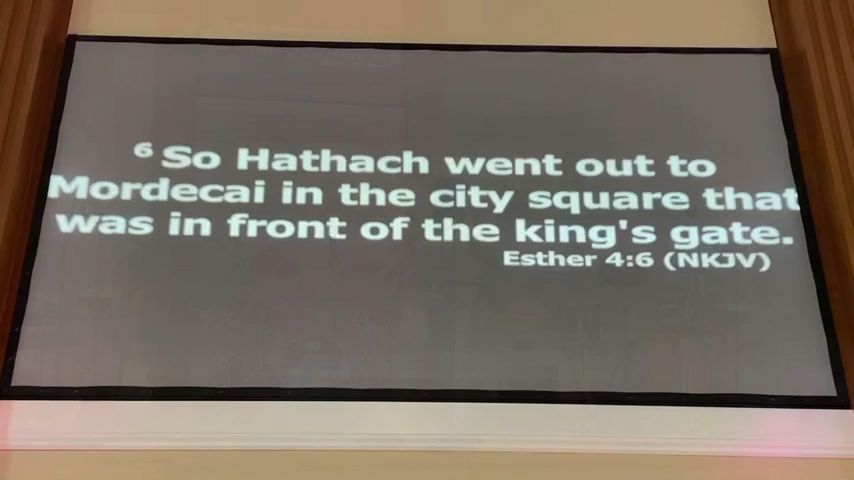 6 So Hathach went out to
Mordecai in the city square that
was in front of the king's gate.
Esther 4:6 (NKJV)